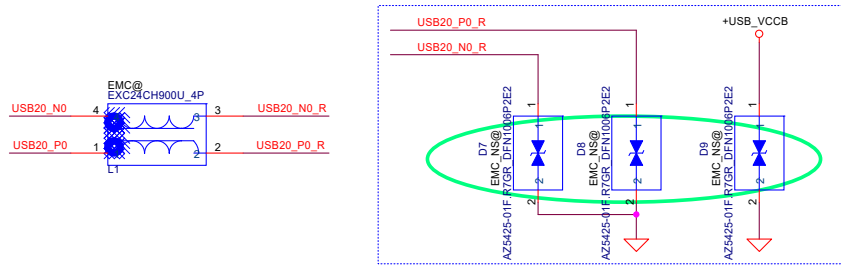 EMC@
EXC24CH900U_4P
USB20_N0
4
3
3
USB20_N0_R
USB20_P0
1
2
2
USB20_P0_R
L1
USB20_P0_R
USB20_N0_R
+USB_VCCB
1
1
2
2
D7
EMC_NS@
AZ5425-01F.R7GR_DFN1006P2E2
1
1
2
2
D8
EMC_NS@
AZ5425-01F.R7GR_DFN1006P2E2
1
1
2
2
D9
EMC_NS@
AZ5425-01F.R7GR_DFN1006P2E2